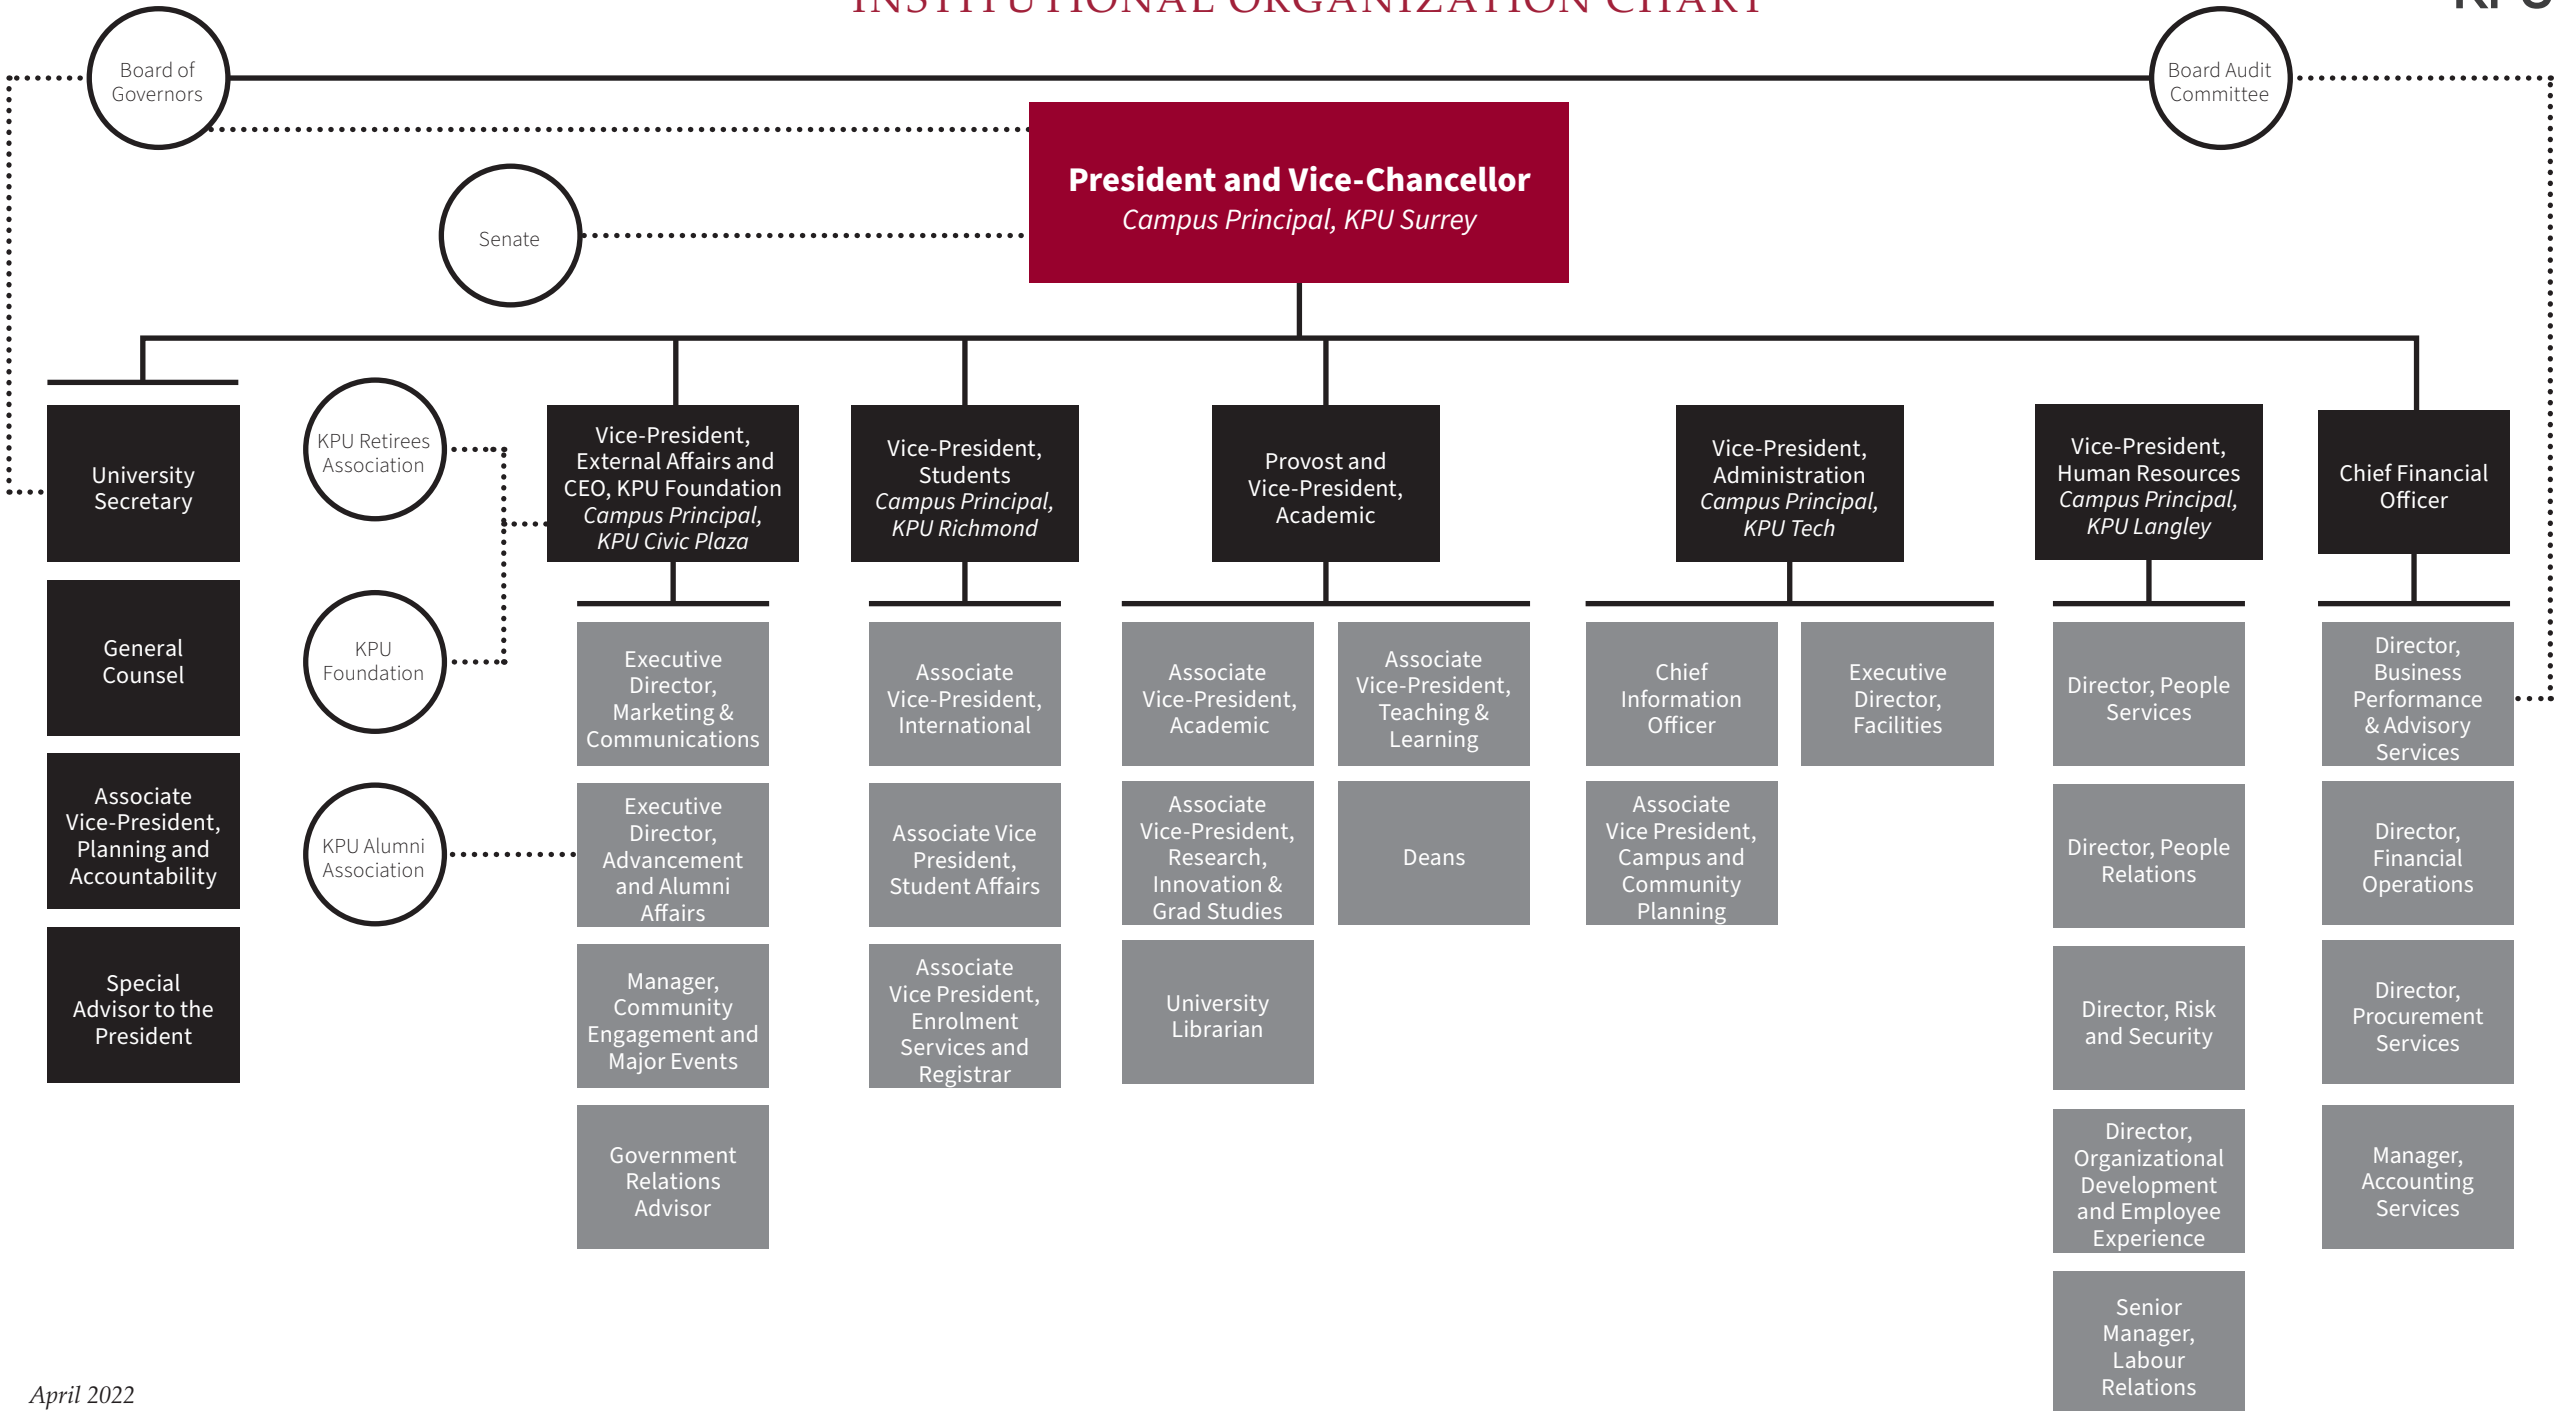 INSTITUTIONAL ORGANIZATION CHART
KPU
Board of
Governors
Board Audit
Committee
President and Vice-Chancellor
Campus Principal, KPU Surrey
Senate
University
Secretary
General
Counsel
Associate
Vice-President,
Planning and
Accountability
Special
Advisor to the
President
KPU Retirees
Association
KPU
Foundation
KPU Alumni
Association
Vice-President,
External Affairs and
CEO, KPU Foundation
Campus Principal,
KPU Civic Plaza
Executive
Director,
Marketing &
Communications
Executive
Director,
Advancement
and Alumni
Affairs
Manager,
Community
Engagement and
Major Events
Government
Relations
Advisor
Vice-President,
Students
Campus Principal,
KPU Richmond
Associate
Vice-President,
International
Associate Vice
President,
Student Affairs
Associate
Vice President,
Enrolment
Services and
Registrar
Provost and
Vice-President,
Academic
Associate
Vice-President,
Academic
Associate
Vice-President,
Teaching &
Learning
Associate
Vice-President,
Research,
Innovation &
Grad Studies
Deans
University
Librarian
Vice-President,
Administration
Campus Principal,
KPU Tech
Chief
Information
Officer
Executive
Director,
Facilities
Associate
Vice President,
Campus and
Community
Planning
Vice-President,
Human Resources
Campus Principal,
KPU Langley
Director, People
Services
Director, People
Relations
Director, Risk
and Security
Director,
Organizational
Development
and Employee
Experience
Senior
Manager,
Labour
Relations
Chief Financial
Officer
Director,
Business
Performance
& Advisory
Services
Director,
Financial
Operations
Director,
Procurement
Services
Manager,
Accounting
Services
April 2022